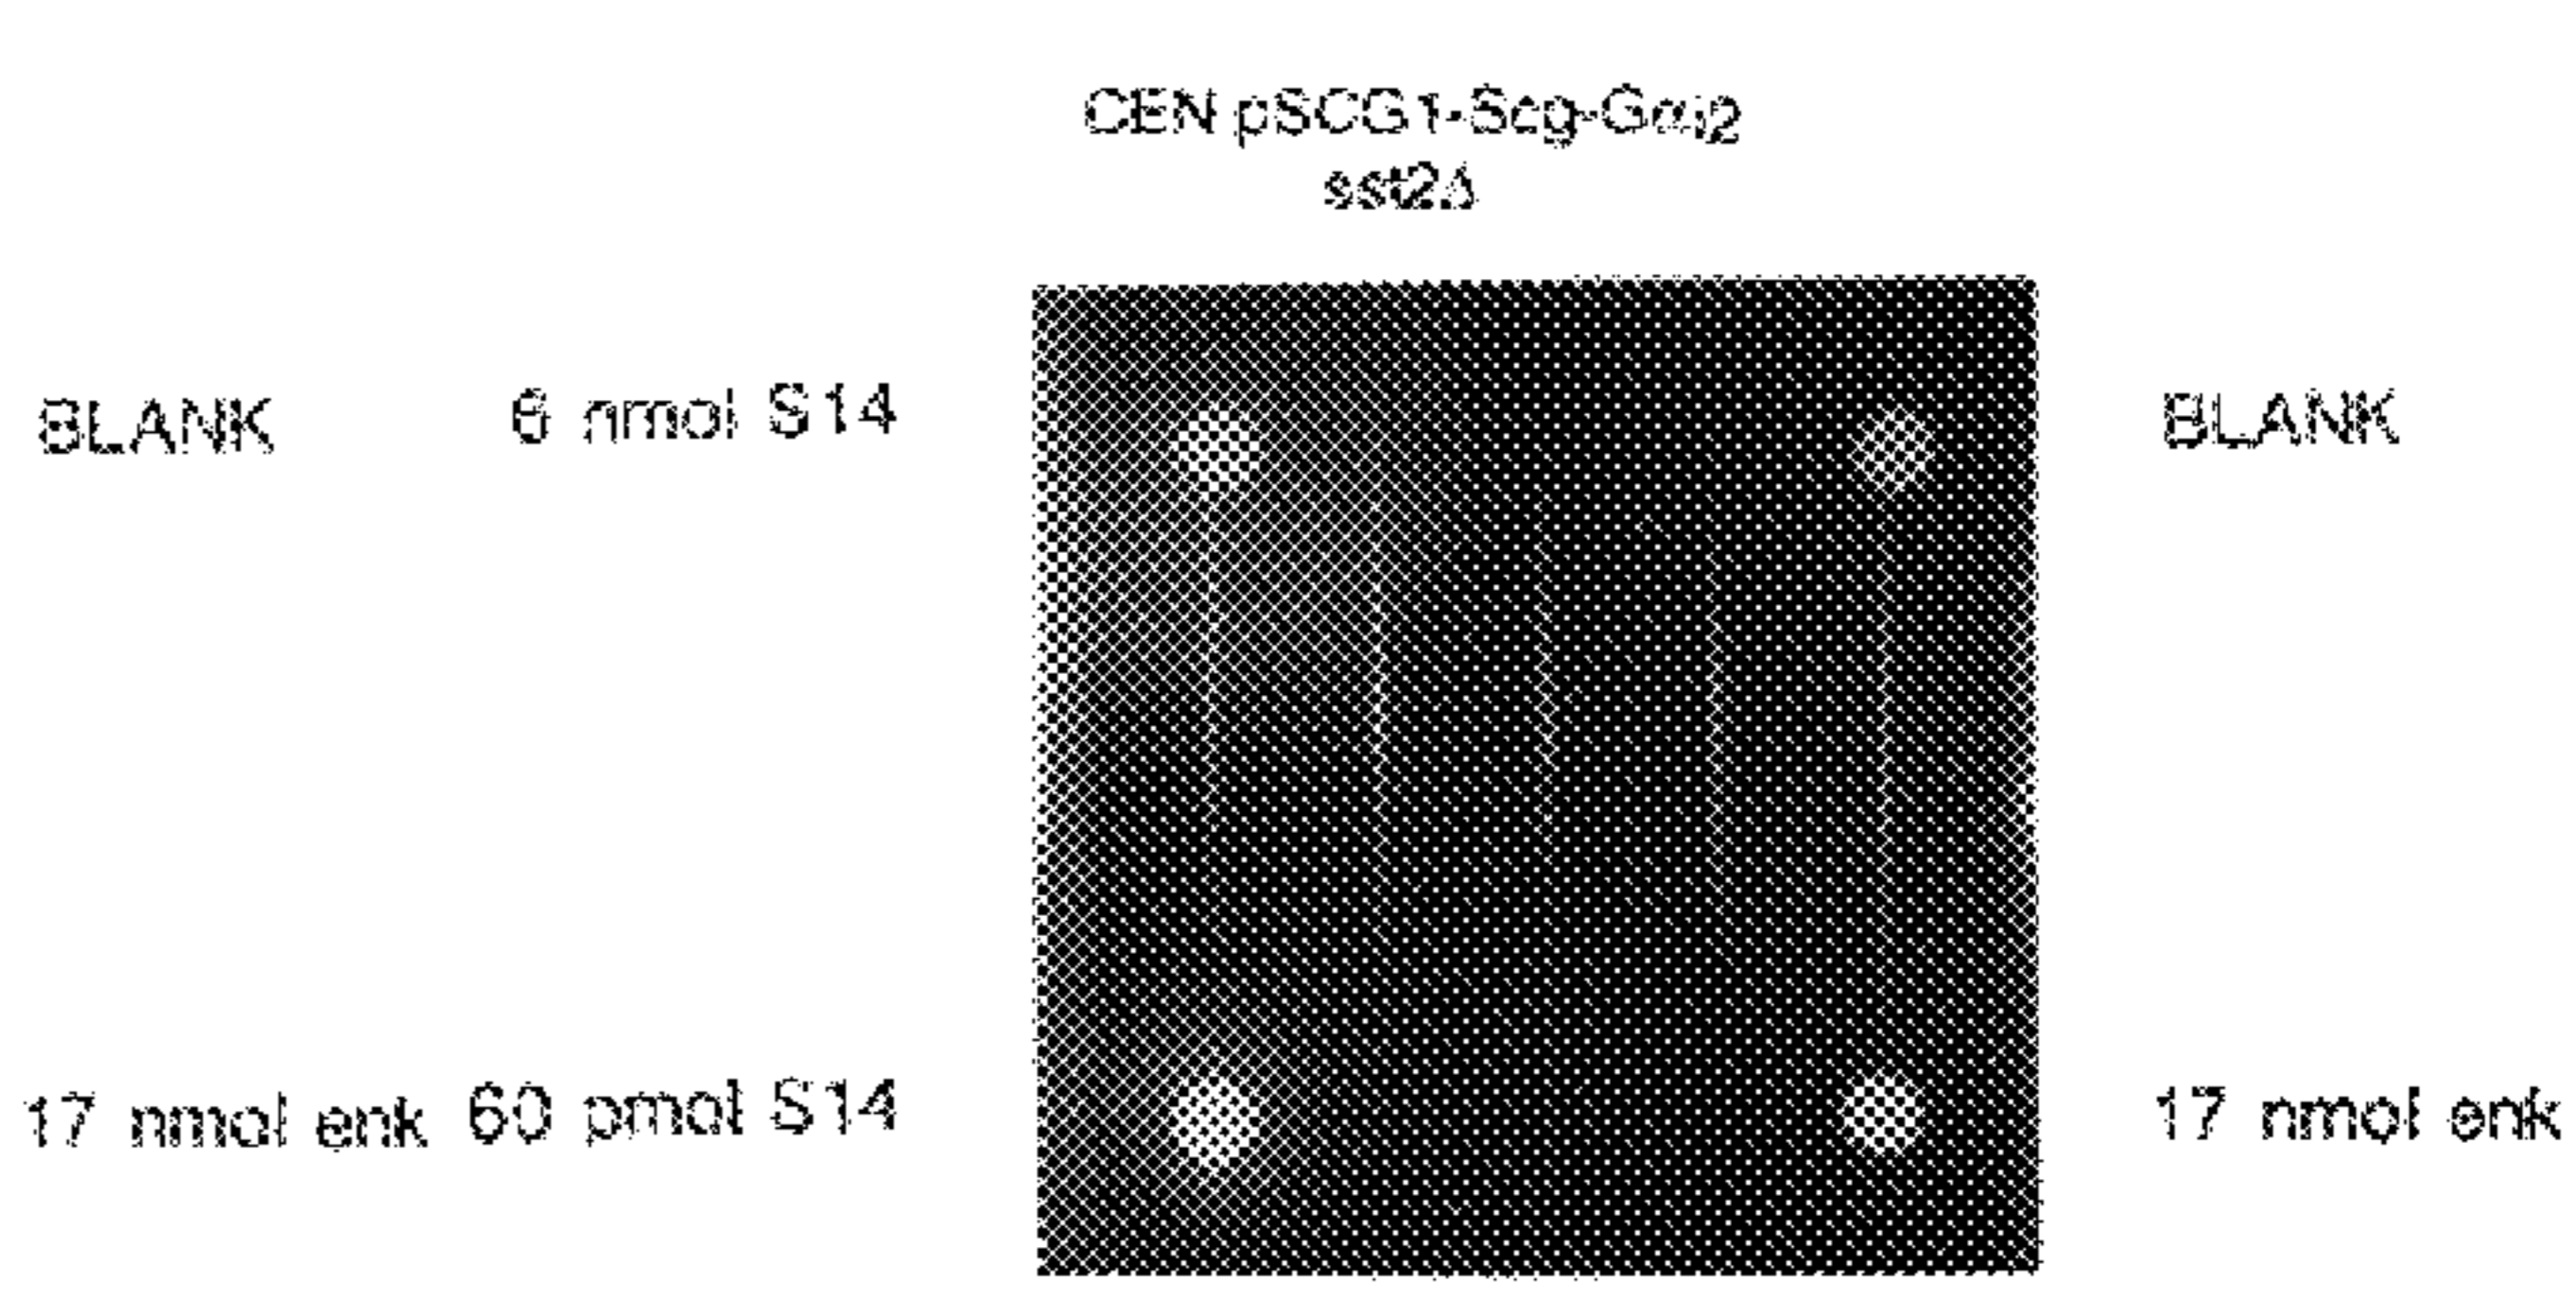 CEN pSCG1-Scg-Gαi2
sst2Δ
BLANK 6 nmol S14 BLANK
17 nmol enk 60 pmol S14 17 nmol enk